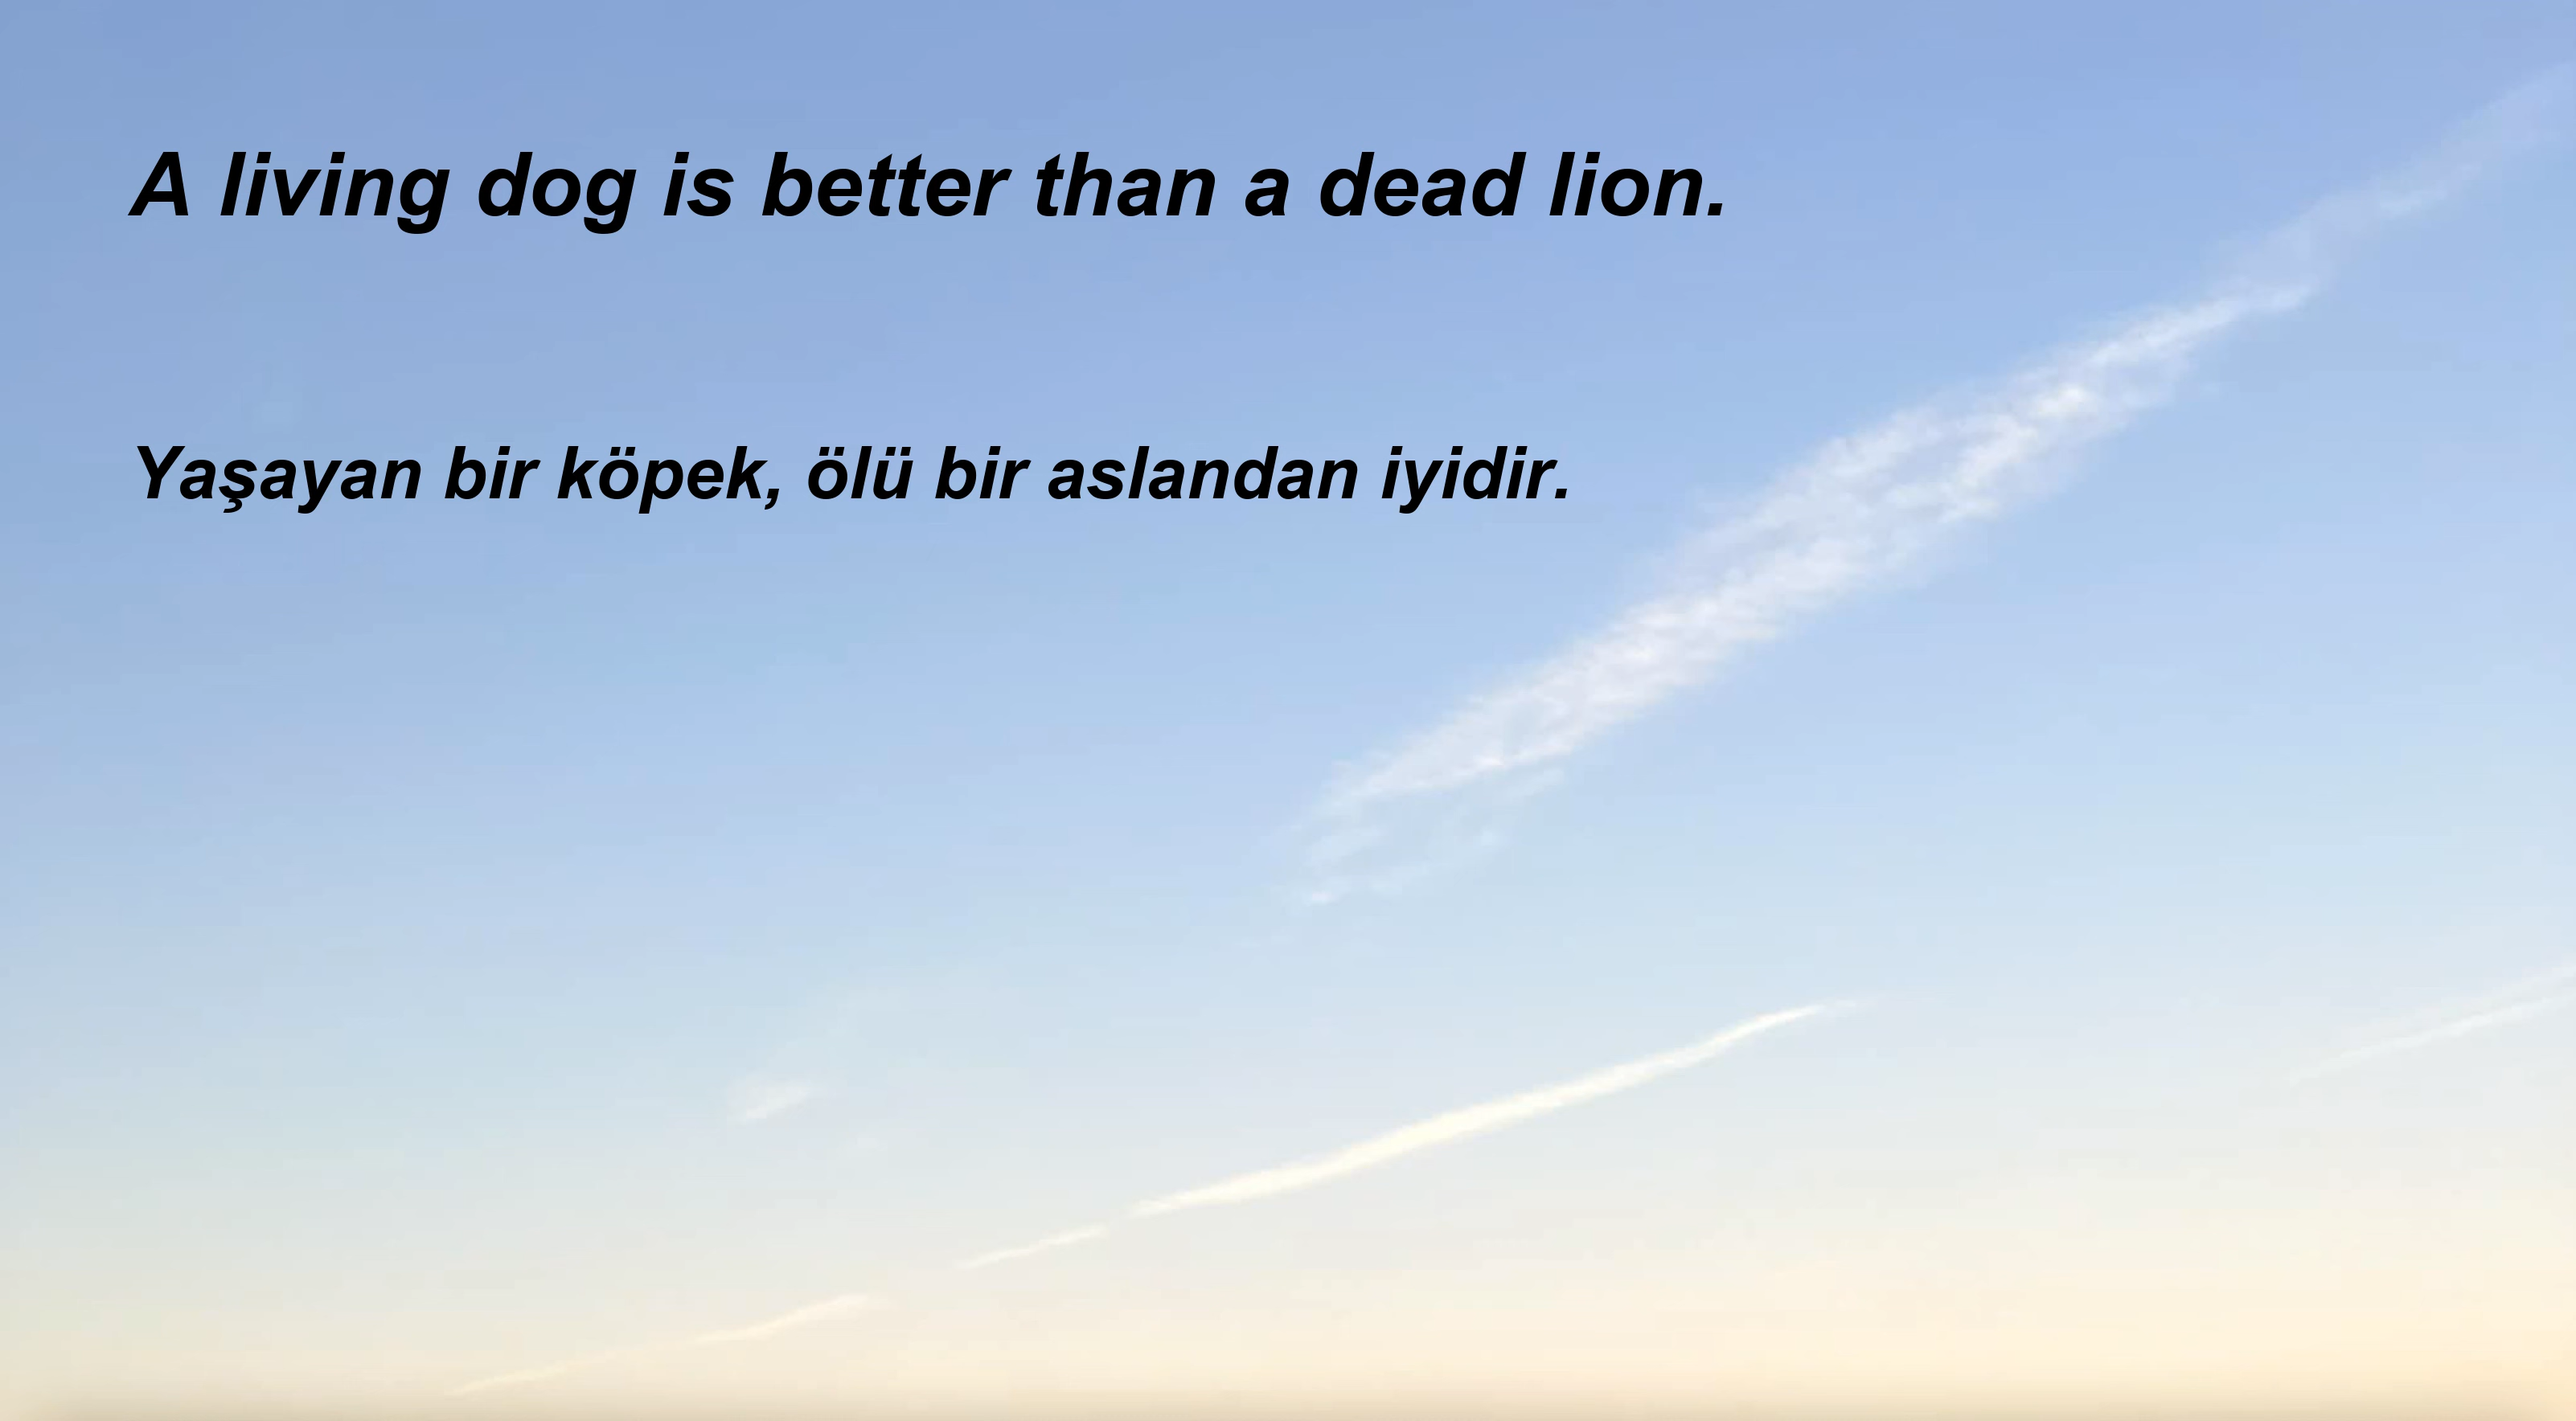 A living dog is better than a dead lion.
Yaşayan bir köpek, ölü bir aslandan iyidir.